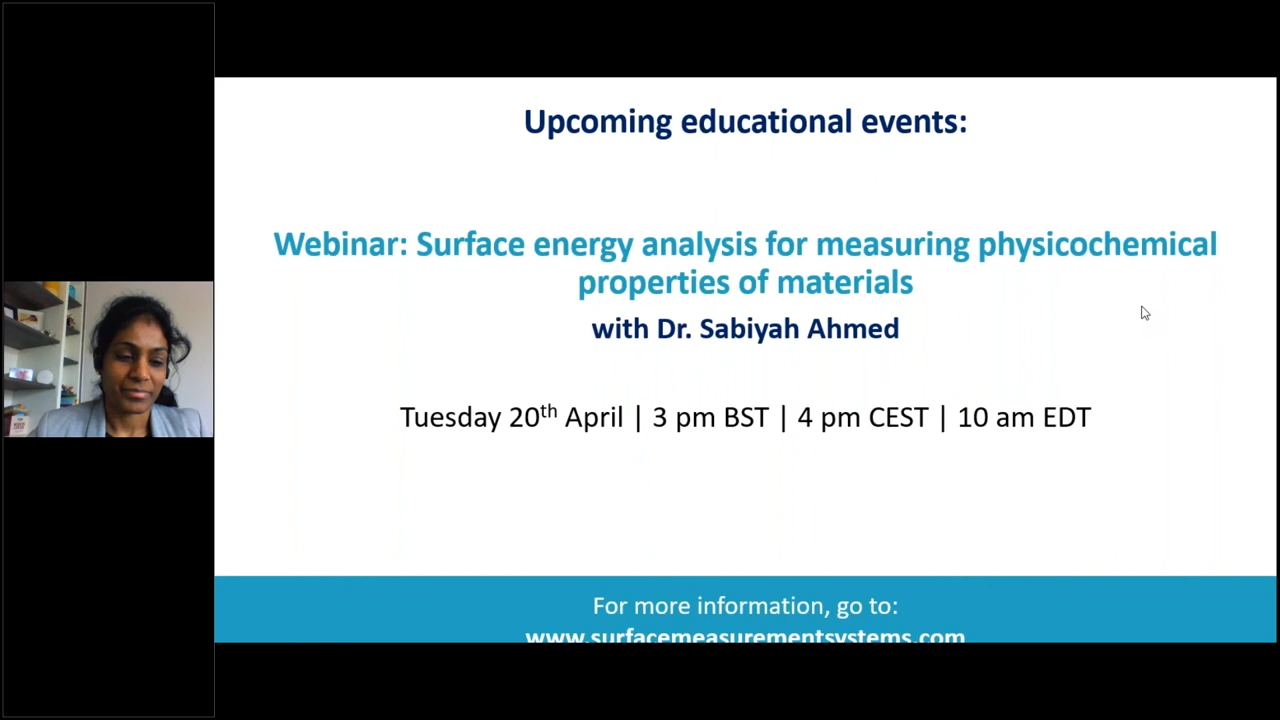 Upcoming educational events:
Webinar: Surface energy analysis for measuring physicochemical
properties of materials
with Dr. Sabiyah Ahmed
Tuesday 20th April | 3 pm BST | 4 pm CEST | 10 am EDT
For more information, go to:
www.surfacemeasurementsystems.com